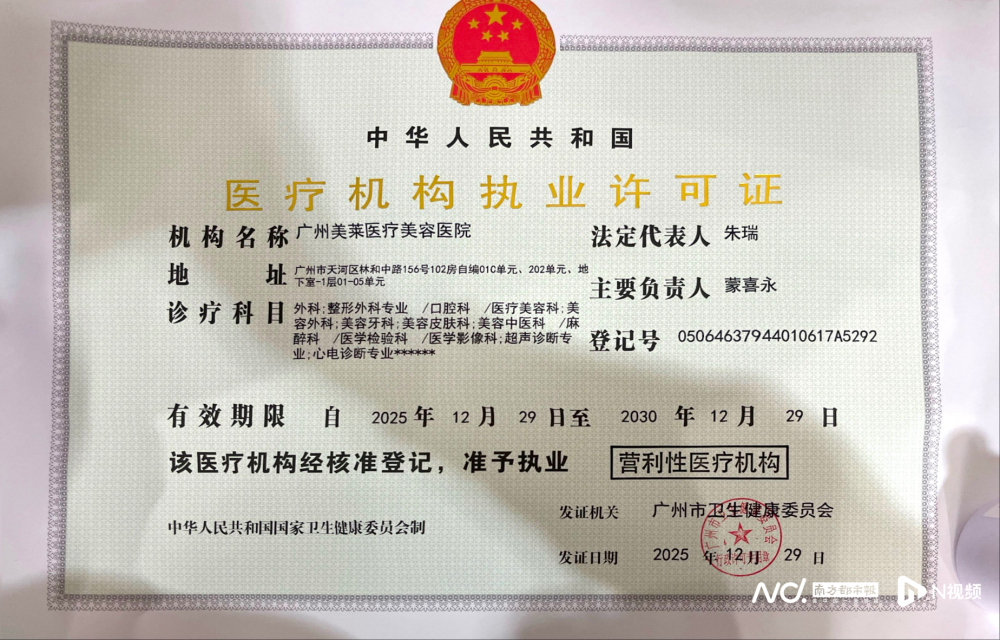 中华人民共和国
医疗机构执业许可证
机构名称 广州美莱医疗美容医院
法定代表人 朱瑞
地址 广州市天河区林和中路156号102房自编01C单元、202单元、地
下室-1层01-05单元
主要负责人 蒙喜永
诊疗科目 外科;整形外科专业 /口腔科 /医疗美容科;美
容外科;美容牙科;美容皮肤科;美容中医科 /麻
醉科 /医学检验科 /医学影像科;超声诊断专
业;心电诊断专业******
登记号 05064637944010617A5292
有效期限 自 2025 年 12 月 29 日至 2030 年 12 月 29 日
该医疗机构经核准登记，准予执业 营利性医疗机构
发证机关 广州市卫生健康委员会
中华人民共和国国家卫生健康委员会制
发证日期 2025 年 12 月 29 日
广州市卫生健康委员会
N视频
南方都市报